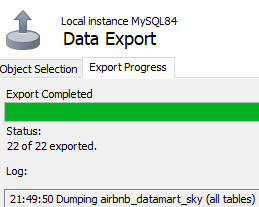 Local instance MySQL84
Data Export
Object Selection Export Progress
Export Completed
Status:
22 of 22 exported.
Log:
21:49:50 Dumping airbnb_datamart_sky (all tables)